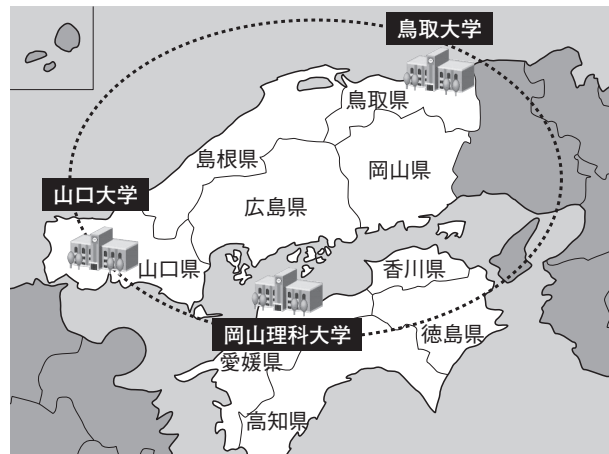 鳥取大学
鳥取県
島根県
岡山県
山口大学
広島県
山口県
香川県
岡山理科大学
徳島県
愛媛県
高知県